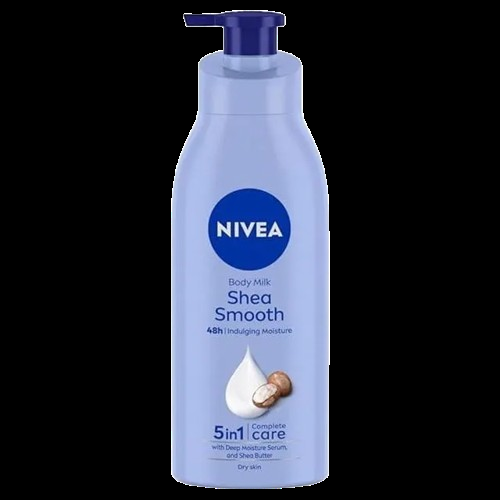 NIVEA
Body Milk
Shea
Smooth
48h | Indulging Moisture
5in1 | Complete care
with Deep Moisture Serum,
and Shea Butter
Dry skin